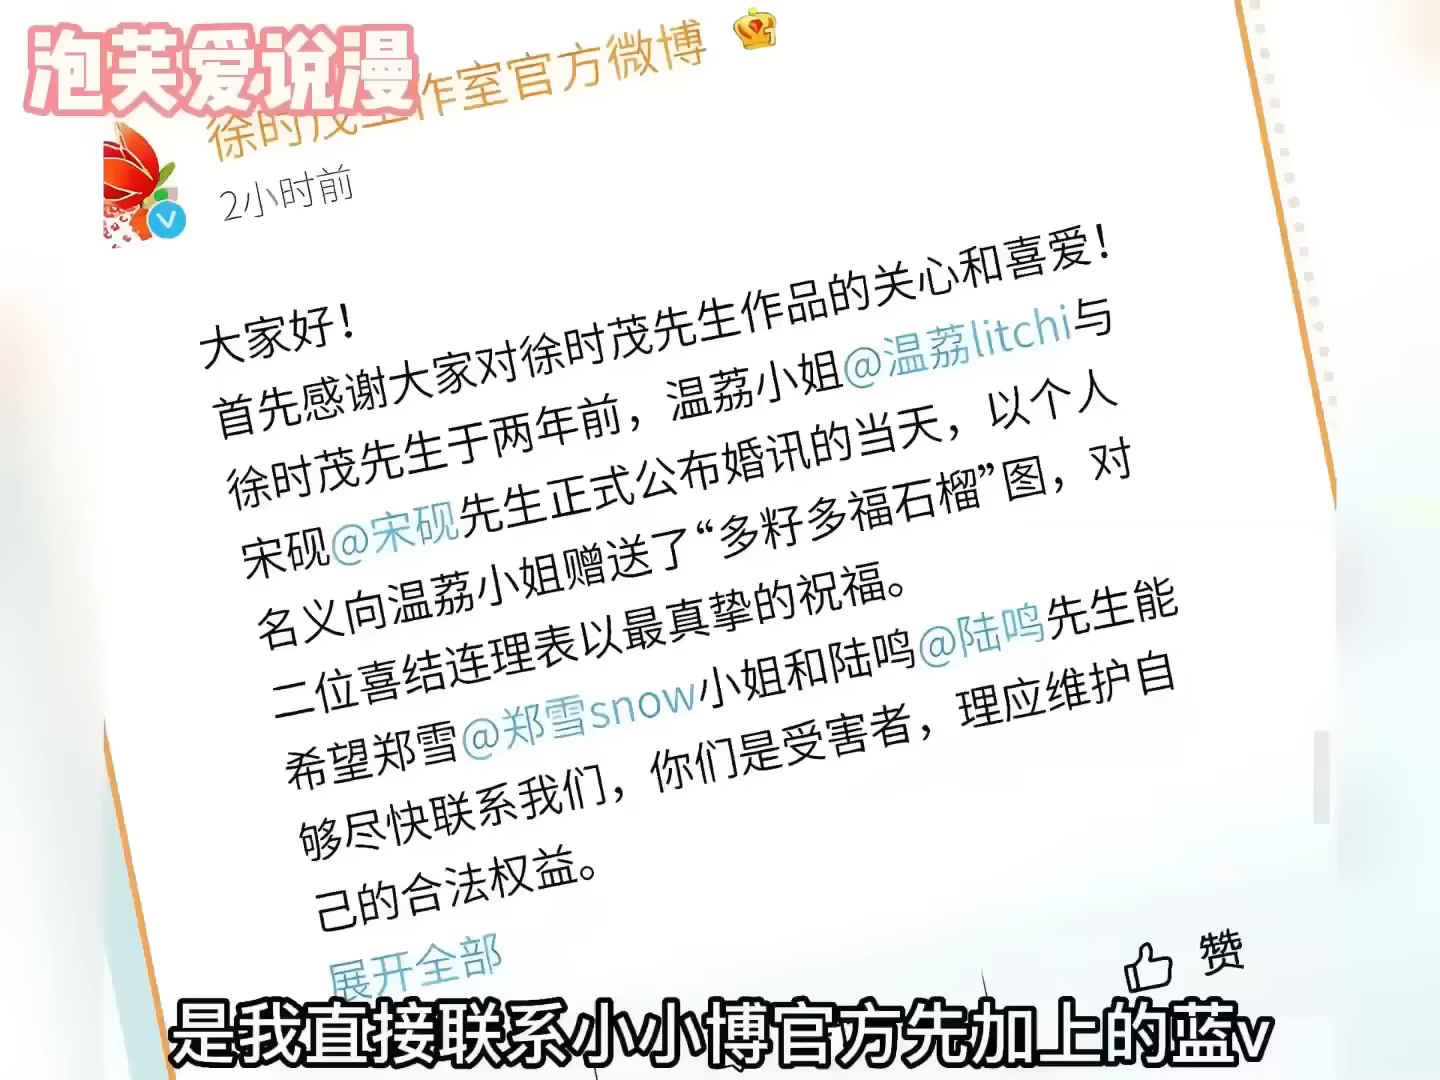 泡芙爱说漫
徐时茂工作室官方微博
2小时前
大家好！
首先感谢大家对徐时茂先生作品的关心和喜爱！
徐时茂先生于两年前，温荔小姐@温荔litchi与
宋砚@宋砚先生正式公布婚讯的当天，以个人
名义向温荔小姐赠送了“多籽多福石榴”图，对
二位喜结连理表以最真挚的祝福。
希望郑雪@郑雪snow小姐和陆鸣@陆鸣先生能
够尽快联系我们，你们是受害者，理应维护自
己的合法权益。
展开全部
赞
是我直接联系小小博官方先加上的蓝v